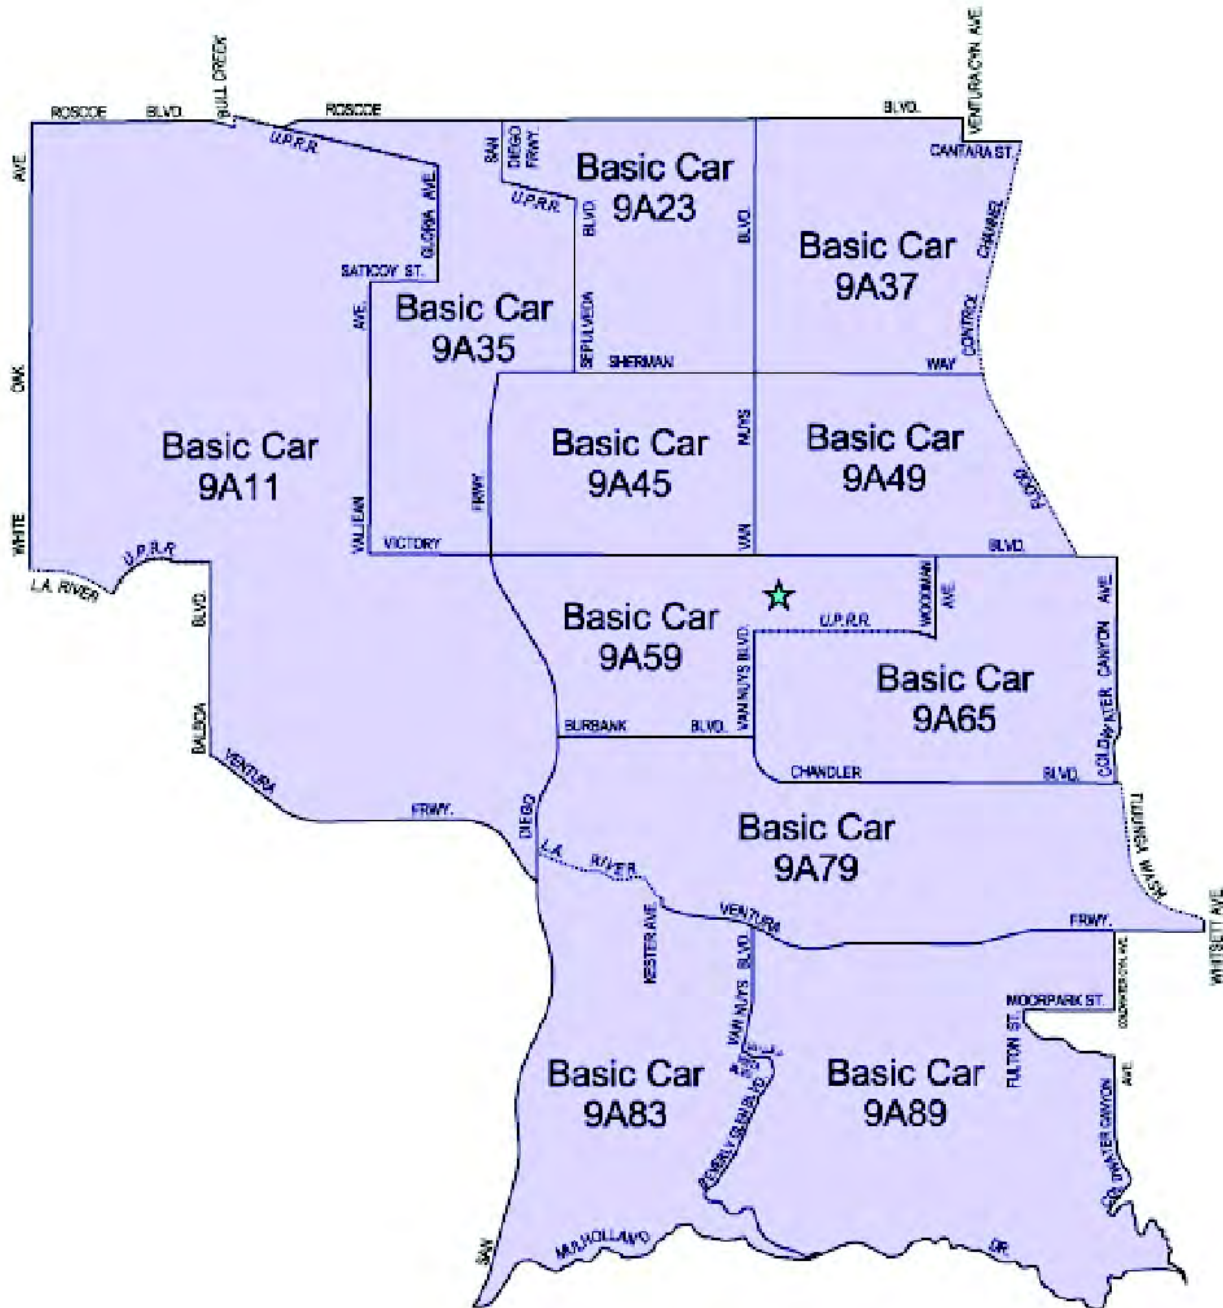 VENTURA CYN AVE.
BULL CREEK
ROSCOE BLVD.
ROSCOE BLVD.
U.P.R.R.
CANTARA ST.
AVE.
SAN DIEGO FRWY.
Basic Car
9A23
GLORIA AVE.
U.P.R.R.
BLVD.
BLVD.
CHANNEL
Basic Car
9A37
SATICOY ST.
AVE.
Basic Car
9A35
SEPULVEDA
CONTROL
SHERMAN WAY
OAK
Basic Car
9A11
Basic Car
9A45
NUYS
Basic Car
9A49
FRWY.
FLOOD
WHITE
VALJEAN
VICTORY
VAN
BLVD.
U.P.R.R.
L.A. RIVER
BLVD.
WOODMAN AVE.
COLDWATER CANYON AVE.
Basic Car
9A59
U.P.R.R.
VAN NUYS BLVD.
Basic Car
9A65
BALBOA
BURBANK BLVD.
VENTURA
CHANDLER BLVD.
FRWY.
DIEGO
TUJUNGA WASH
Basic Car
9A79
L.A. RIVER
KESTER AVE.
VENTURA
FRWY.
WHITSETT AVE.
VAN NUYS BLVD.
COLDWATER CYN. AVE.
MOORPARK ST.
FULTON ST.
AVE.
Basic Car
9A83
Basic Car
9A89
BEVERLY GLEN BLVD.
COLDWATER CANYON
SAN
MULHOLLAND
DR.